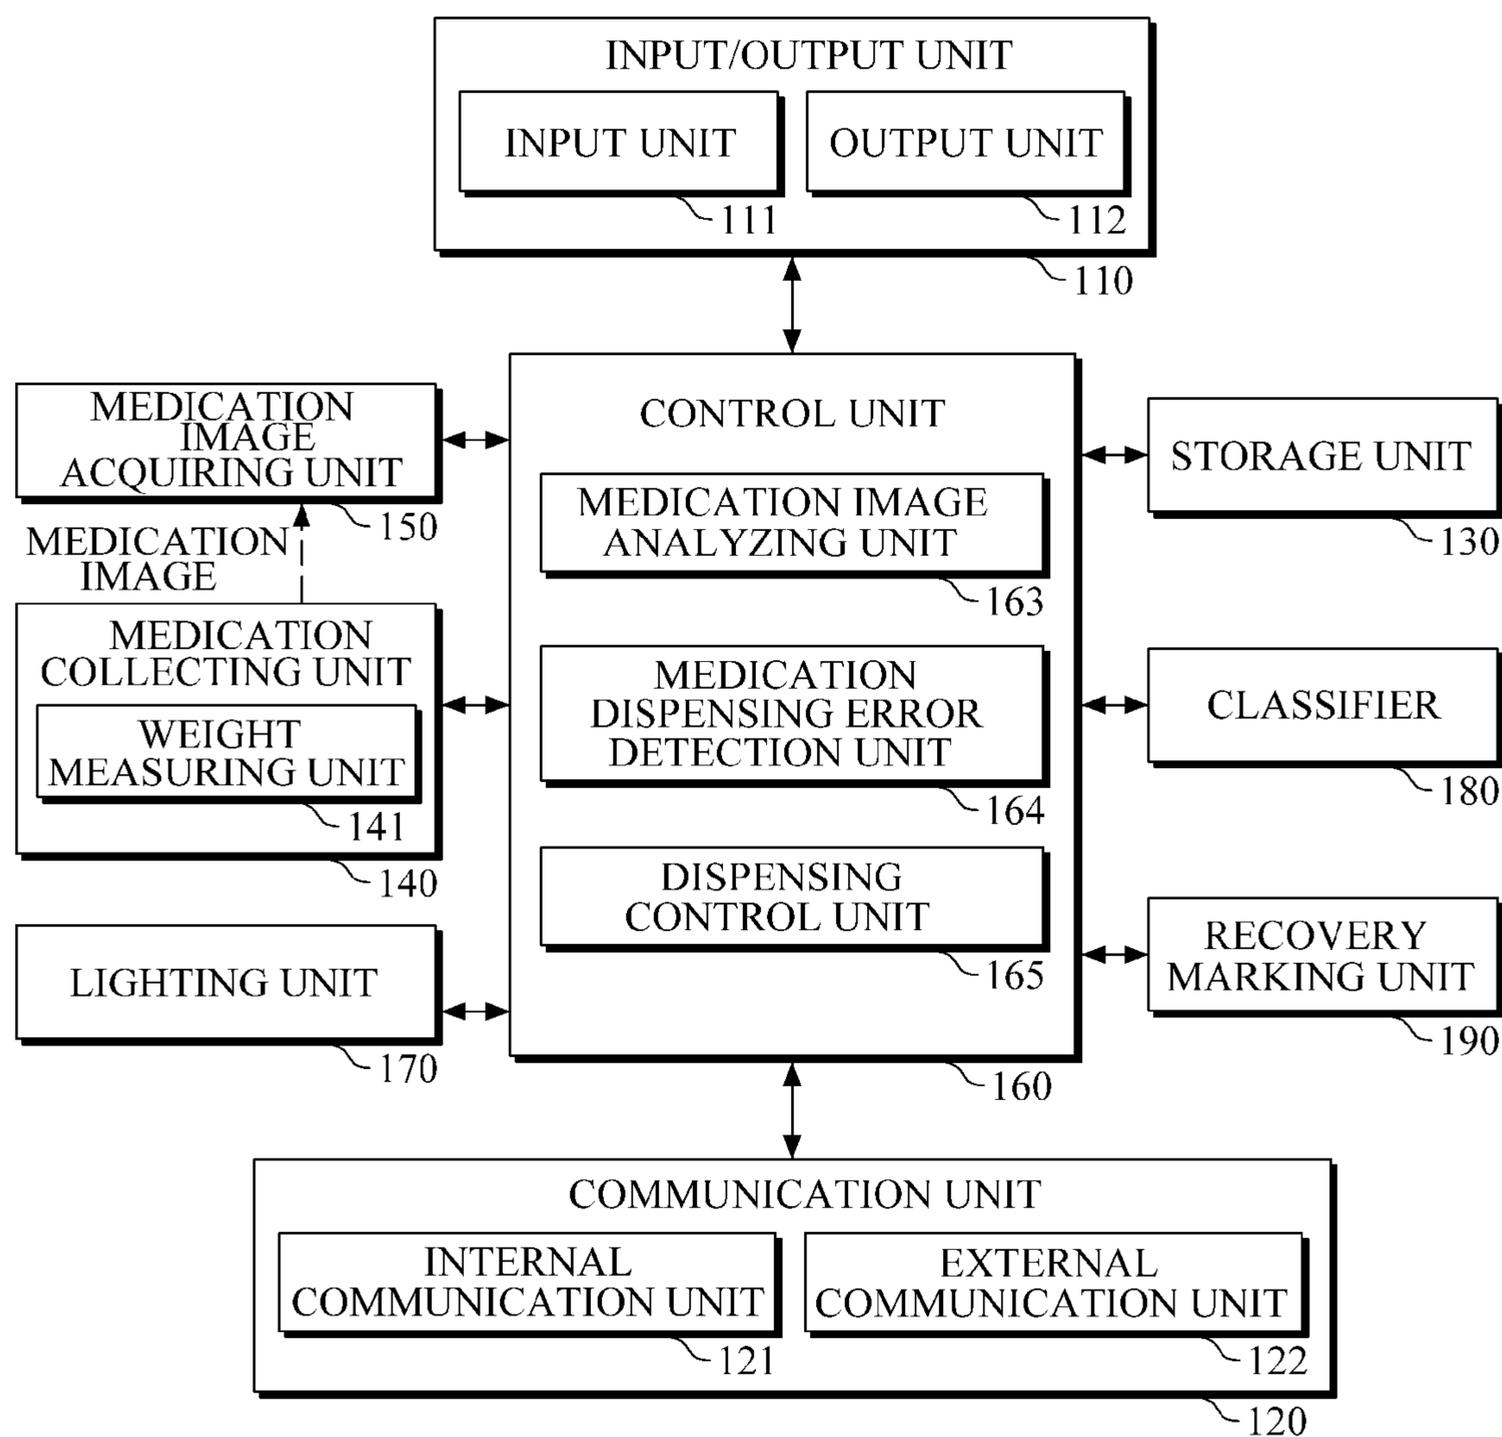 INPUT/OUTPUT UNIT
INPUT UNIT
OUTPUT UNIT
111
112
110
MEDICATION
IMAGE
ACQUIRING UNIT
150
MEDICATION
IMAGE
MEDICATION
COLLECTING UNIT
WEIGHT
MEASURING UNIT
141
140
LIGHTING UNIT
170
CONTROL UNIT
MEDICATION IMAGE
ANALYZING UNIT
163
MEDICATION
DISPENSING ERROR
DETECTION UNIT
164
DISPENSING
CONTROL UNIT
165
160
STORAGE UNIT
130
CLASSIFIER
180
RECOVERY
MARKING UNIT
190
COMMUNICATION UNIT
INTERNAL
COMMUNICATION UNIT
121
EXTERNAL
COMMUNICATION UNIT
122
120